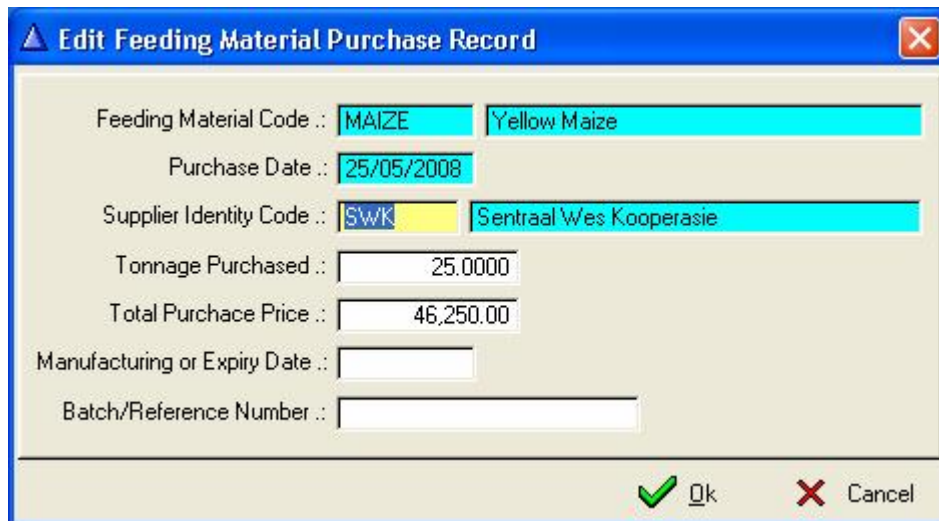 Edit Feeding Material Purchase Record
Feeding Material Code .: MAIZE Yellow Maize
Purchase Date .: 25/05/2008
Supplier Identity Code .: SWK Sentraal Wes Kooperasie
Tonnage Purchased .: 25.0000
Total Purchace Price .: 46,250.00
Manufacturing or Expiry Date .:
Batch/Reference Number .:
Ok Cancel